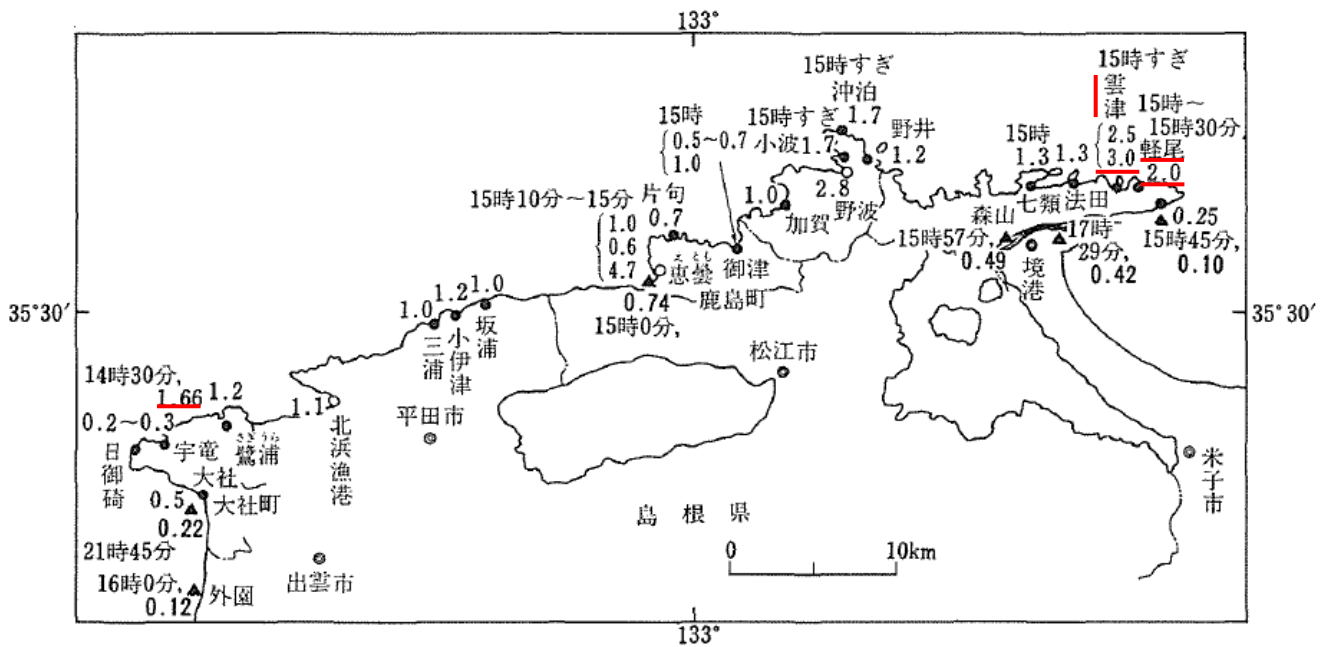 133°
15時すぎ
沖泊
1.7
15時すぎ
小波1.7
野井
1.2
2.8
野波
15時
0.5~0.7
1.0
1.0
加賀
15時すぎ
雲津
2.5
3.0
15時~
15時30分,
軽尾
2.0
15時
1.3
1.3
七類
法田
森山
15時57分,
0.49
境港
17時-
29分,
0.42
0.25
15時45分,
0.10
15時10分~15分
1.0
0.6
4.7
片句
0.7
えとも
恵曇
御津
鹿島町
0.74
15時0分,
35°30′
35°30′
1.0
1.2
1.0
三浦
小伊津
坂浦
松江市
平田市
14時30分,
1.66
1.2
0.2~0.3
1.1
北浜漁港
日御碕
宇竜
さぎうら
鷺浦
大社
大社町
0.5
0.22
21時45分
16時0分,
0.12
外園
出雲市
島根県
米子市
0
10km
133°